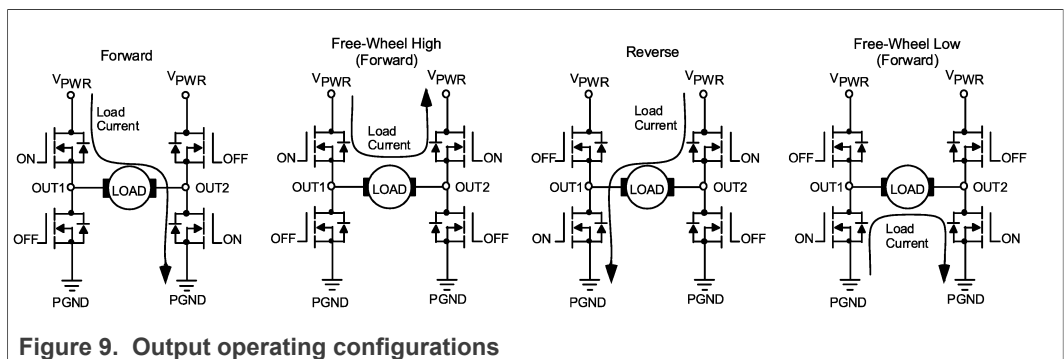 Forward
VPWR
VPWR
Load
Current
ON
OFF
OUT1
LOAD
OUT2
OFF
ON
PGND
PGND
Free-Wheel High
(Forward)
VPWR
VPWR
Load
Current
ON
ON
OUT1
LOAD
OUT2
OFF
OFF
PGND
PGND
Reverse
VPWR
VPWR
Load
Current
OFF
ON
OUT1
LOAD
OUT2
ON
OFF
PGND
PGND
Free-Wheel Low
(Forward)
VPWR
VPWR
OFF
OFF
OUT1
LOAD
OUT2
ON
Load
Current
ON
PGND
PGND
Figure 9. Output operating configurations